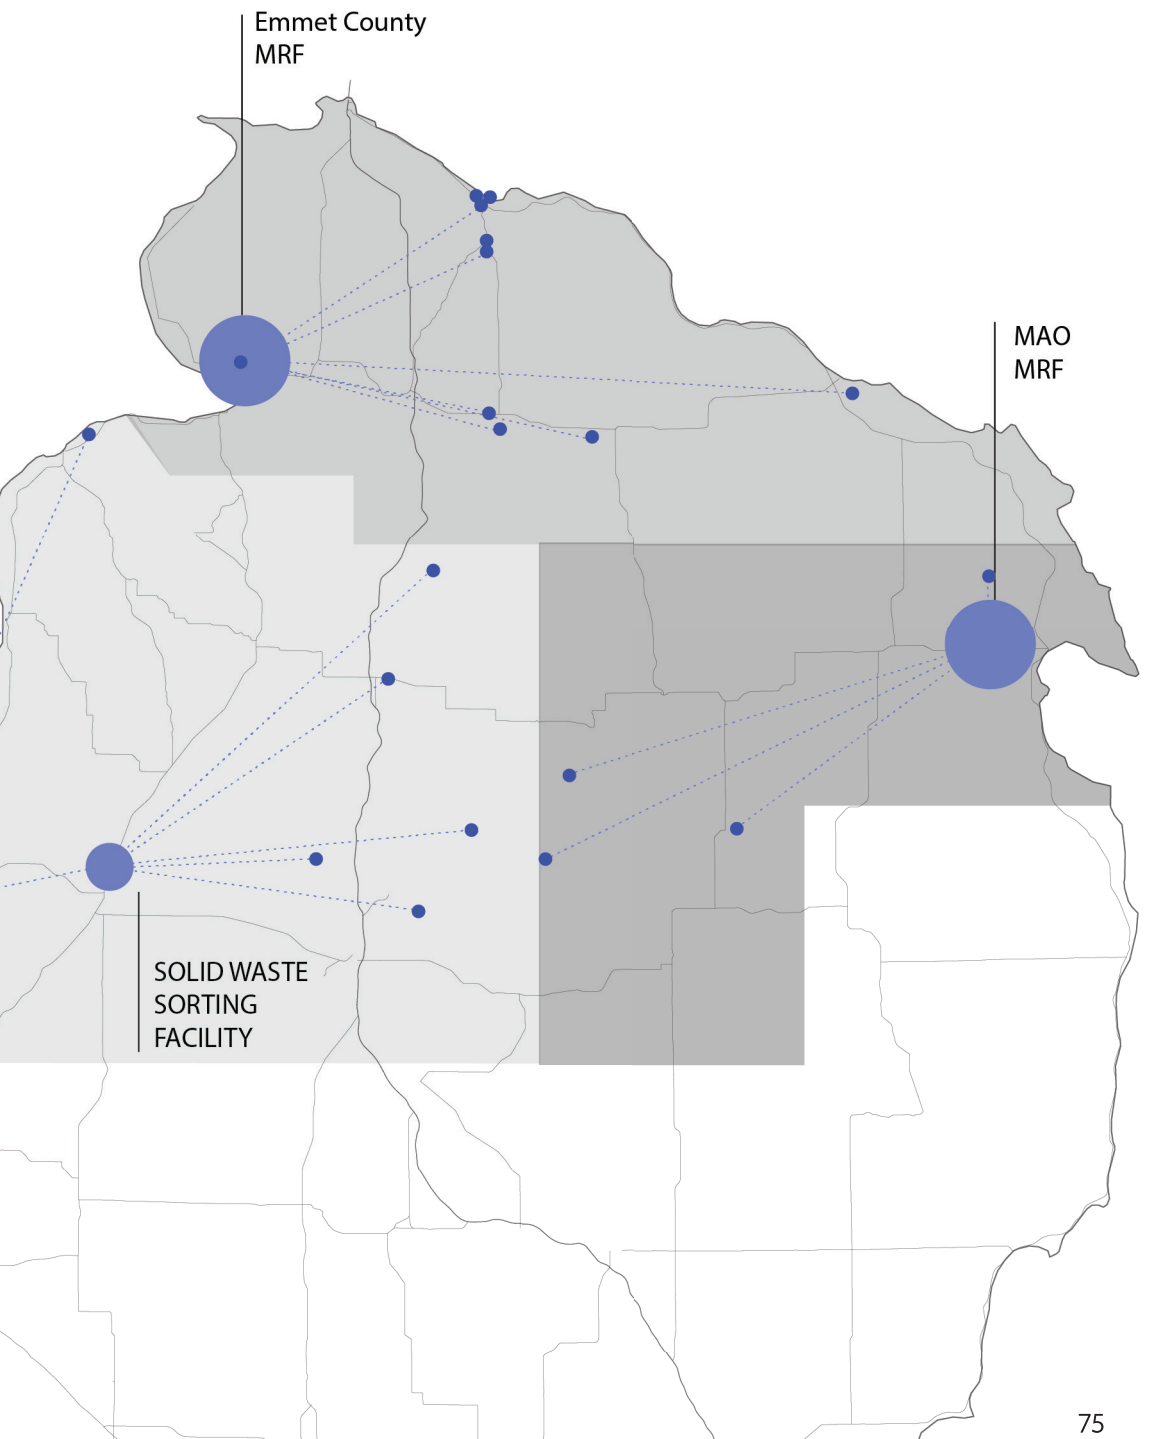 Emmet County
MRF
MAO
MRF
SOLID WASTE
SORTING
FACILITY
75